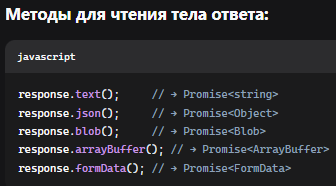 Методы для чтения тела ответа:
javascript
response.text();     // → Promise<string>
response.json();     // → Promise<Object>
response.blob();     // → Promise<Blob>
response.arrayBuffer(); // → Promise<ArrayBuffer>
response.formData(); // → Promise<FormData>